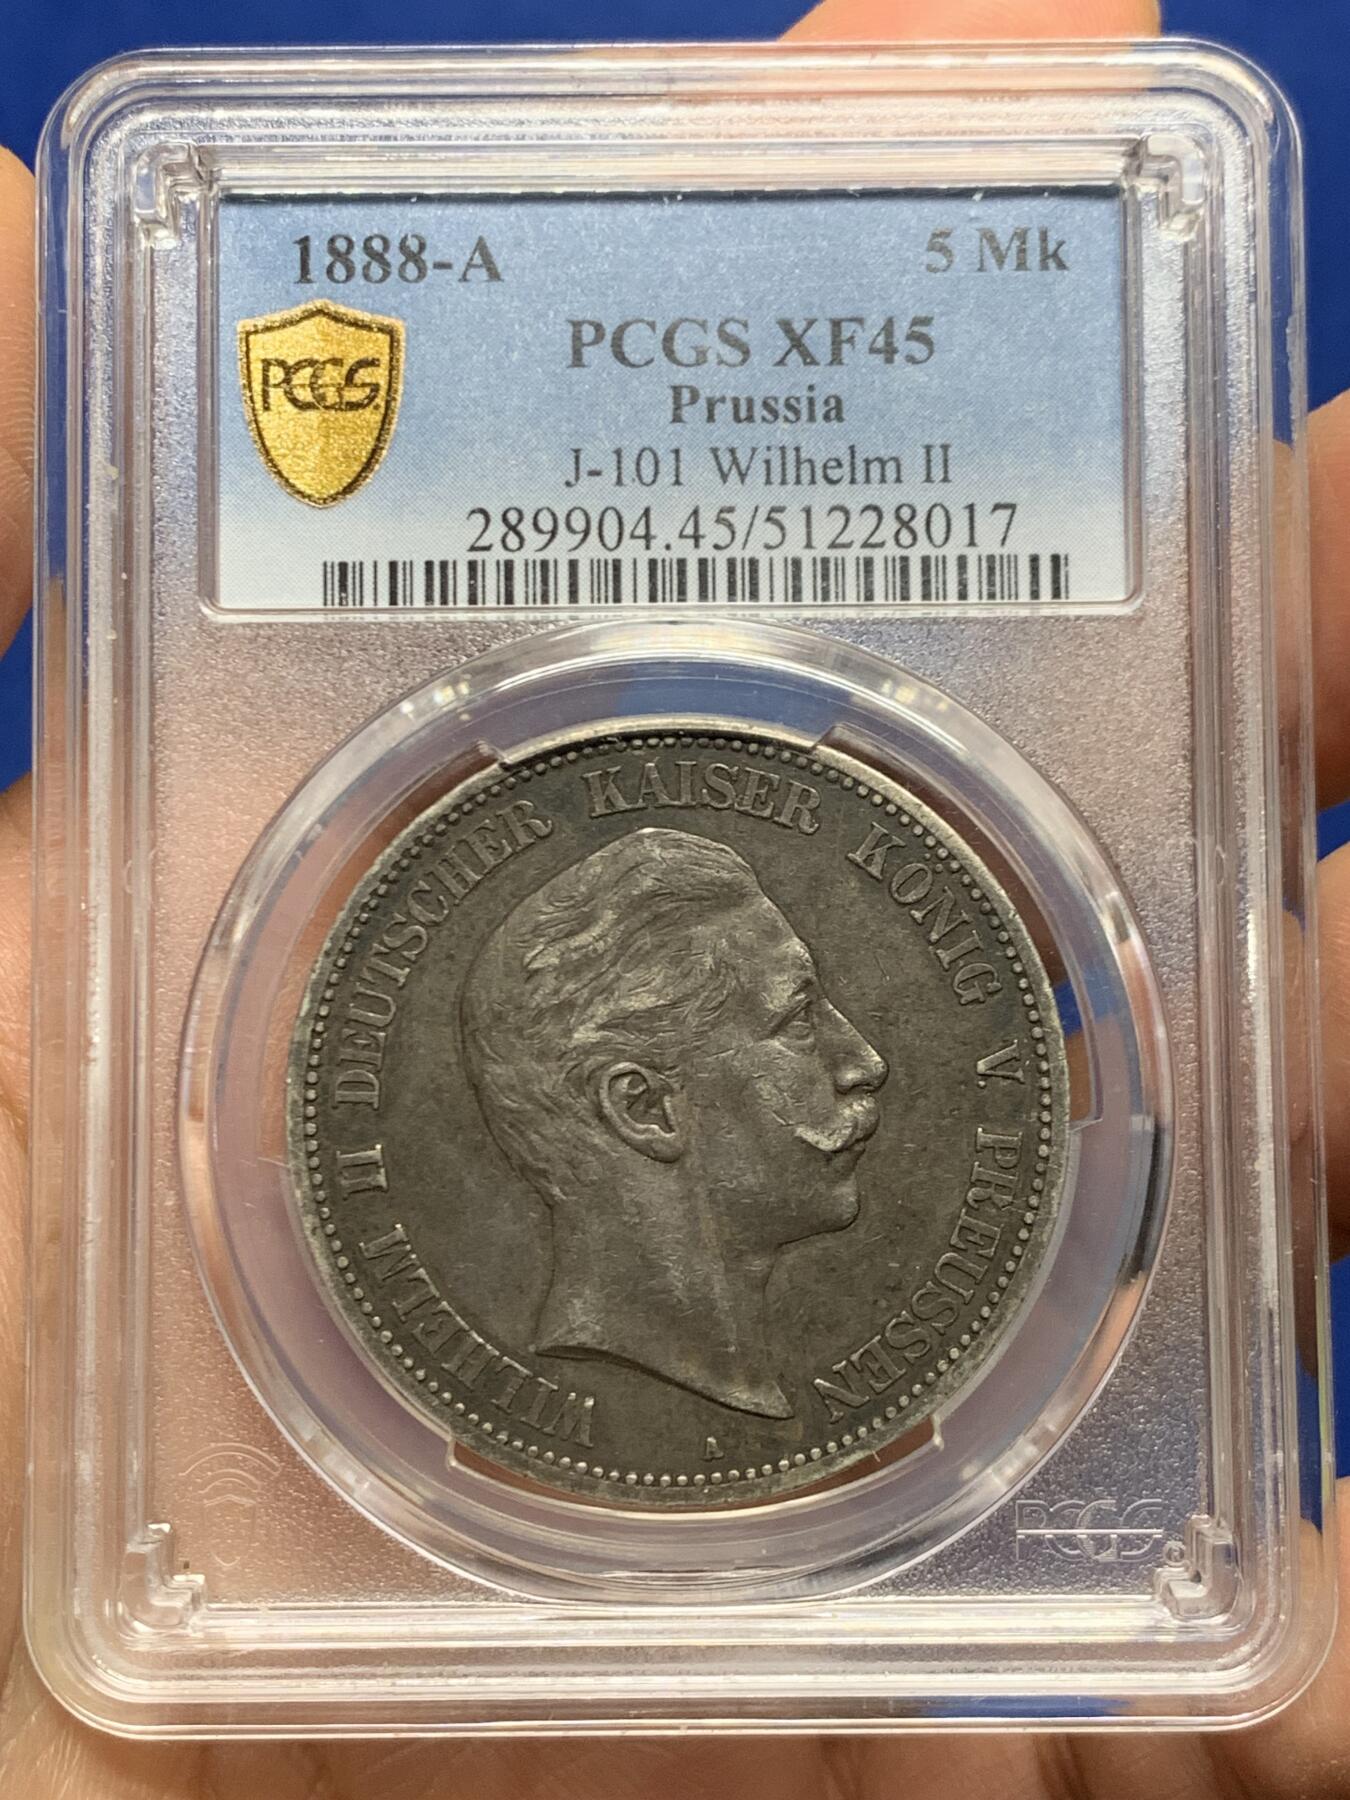 1888-A 5 Mk
PCGS
PCGS XF45
Prussia
J-101 Wilhelm II
289904.45/51228017
WILHELM II DEUTSCHER KAISER KÖNIG V. PREUSSEN
A
PCGS